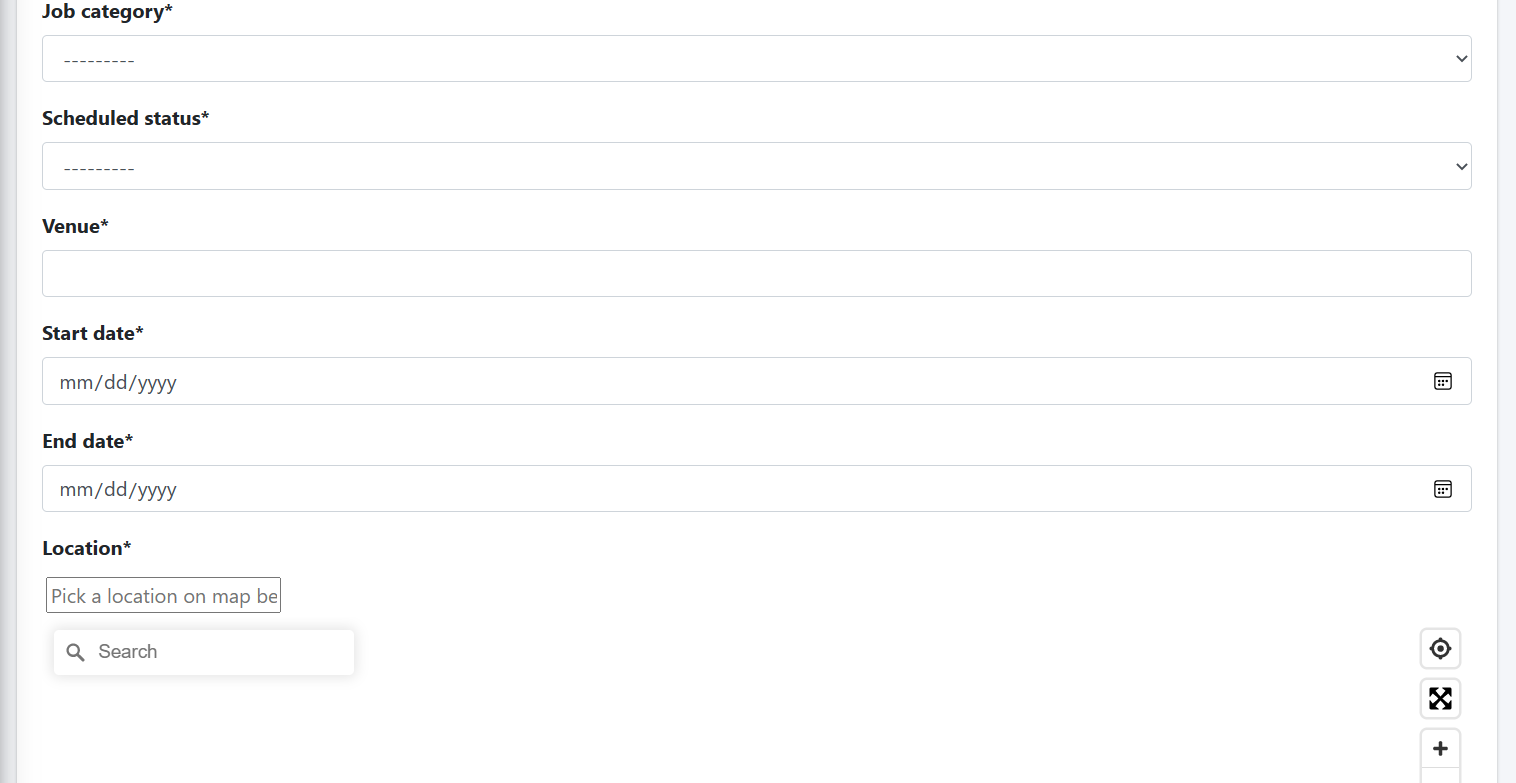 Job category*
---------
Scheduled status*
---------
Venue*
Start date*
mm/dd/yyyy
End date*
mm/dd/yyyy
Location*
Pick a location on map be
Search